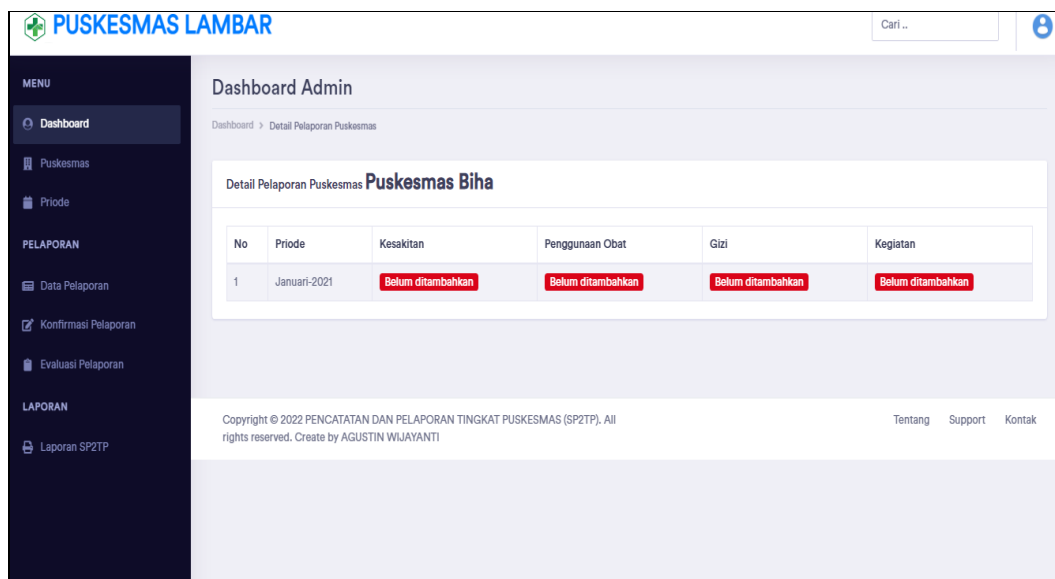 PUSKESMAS LAMBAR
Cari ..
MENU
Dashboard
Puskesmas
Priode
PELAPORAN
Data Pelaporan
Konfirmasi Pelaporan
Evaluasi Pelaporan
LAPORAN
Laporan SP2TP
Dashboard Admin
Dashboard > Detail Pelaporan Puskesmas
Detail Pelaporan Puskesmas Puskesmas Biha
No Priode Kesakitan Penggunaan Obat Gizi Kegiatan
1 Januari-2021 Belum ditambahkan Belum ditambahkan Belum ditambahkan Belum ditambahkan
Copyright © 2022 PENCATATAN DAN PELAPORAN TINGKAT PUSKESMAS (SP2TP). All
rights reserved. Create by AGUSTIN WIJAYANTI
Tentang Support Kontak